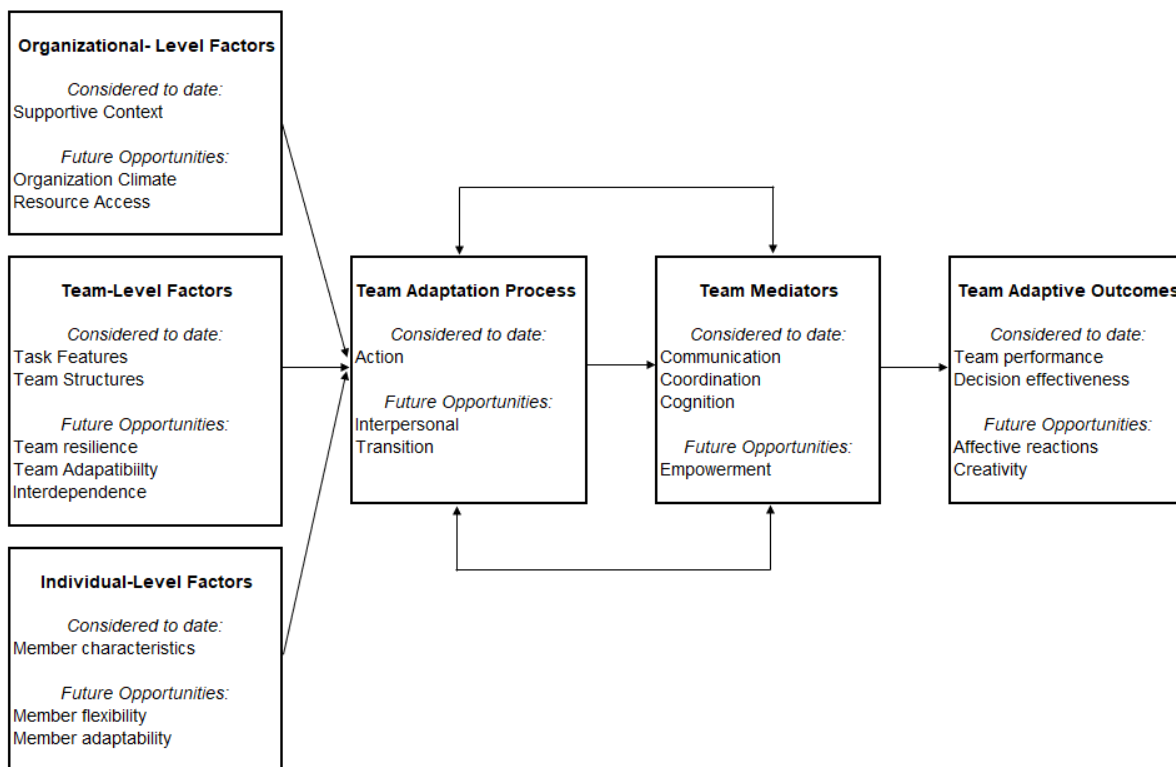 Organizational- Level Factors
Considered to date:
Supportive Context
Future Opportunities:
Organization Climate
Resource Access
Team-Level Factors
Considered to date:
Task Features
Team Structures
Future Opportunities:
Team resilience
Team Adapatibiilty
Interdependence
Individual-Level Factors
Considered to date:
Member characteristics
Future Opportunities:
Member flexibility
Member adaptability
Team Adaptation Process
Considered to date:
Action
Future Opportunities:
Interpersonal
Transition
Team Mediators
Considered to date:
Communication
Coordination
Cognition
Future Opportunities:
Empowerment
Team Adaptive Outcomes
Considered to date:
Team performance
Decision effectiveness
Future Opportunities:
Affective reactions
Creativity